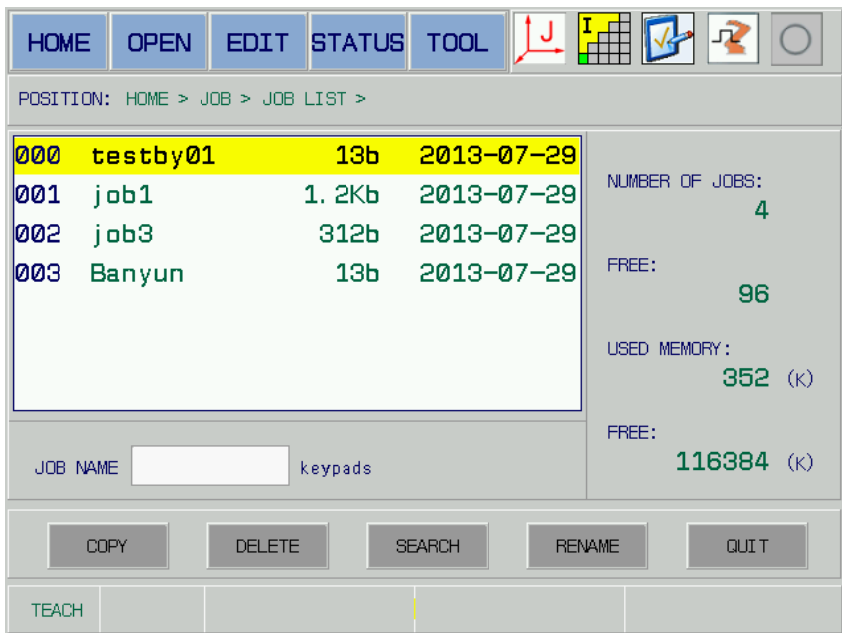 HOME OPEN EDIT STATUS TOOL J I
POSITION: HOME > JOB > JOB LIST >
000 testby01 13b 2013-07-29
001 job1 1.2Kb 2013-07-29
002 job3 312b 2013-07-29
003 Banyun 13b 2013-07-29
NUMBER OF JOBS:
4
FREE:
96
USED MEMORY:
352 (K)
FREE:
116384 (K)
JOB NAME keypads
COPY DELETE SEARCH RENAME QUIT
TEACH